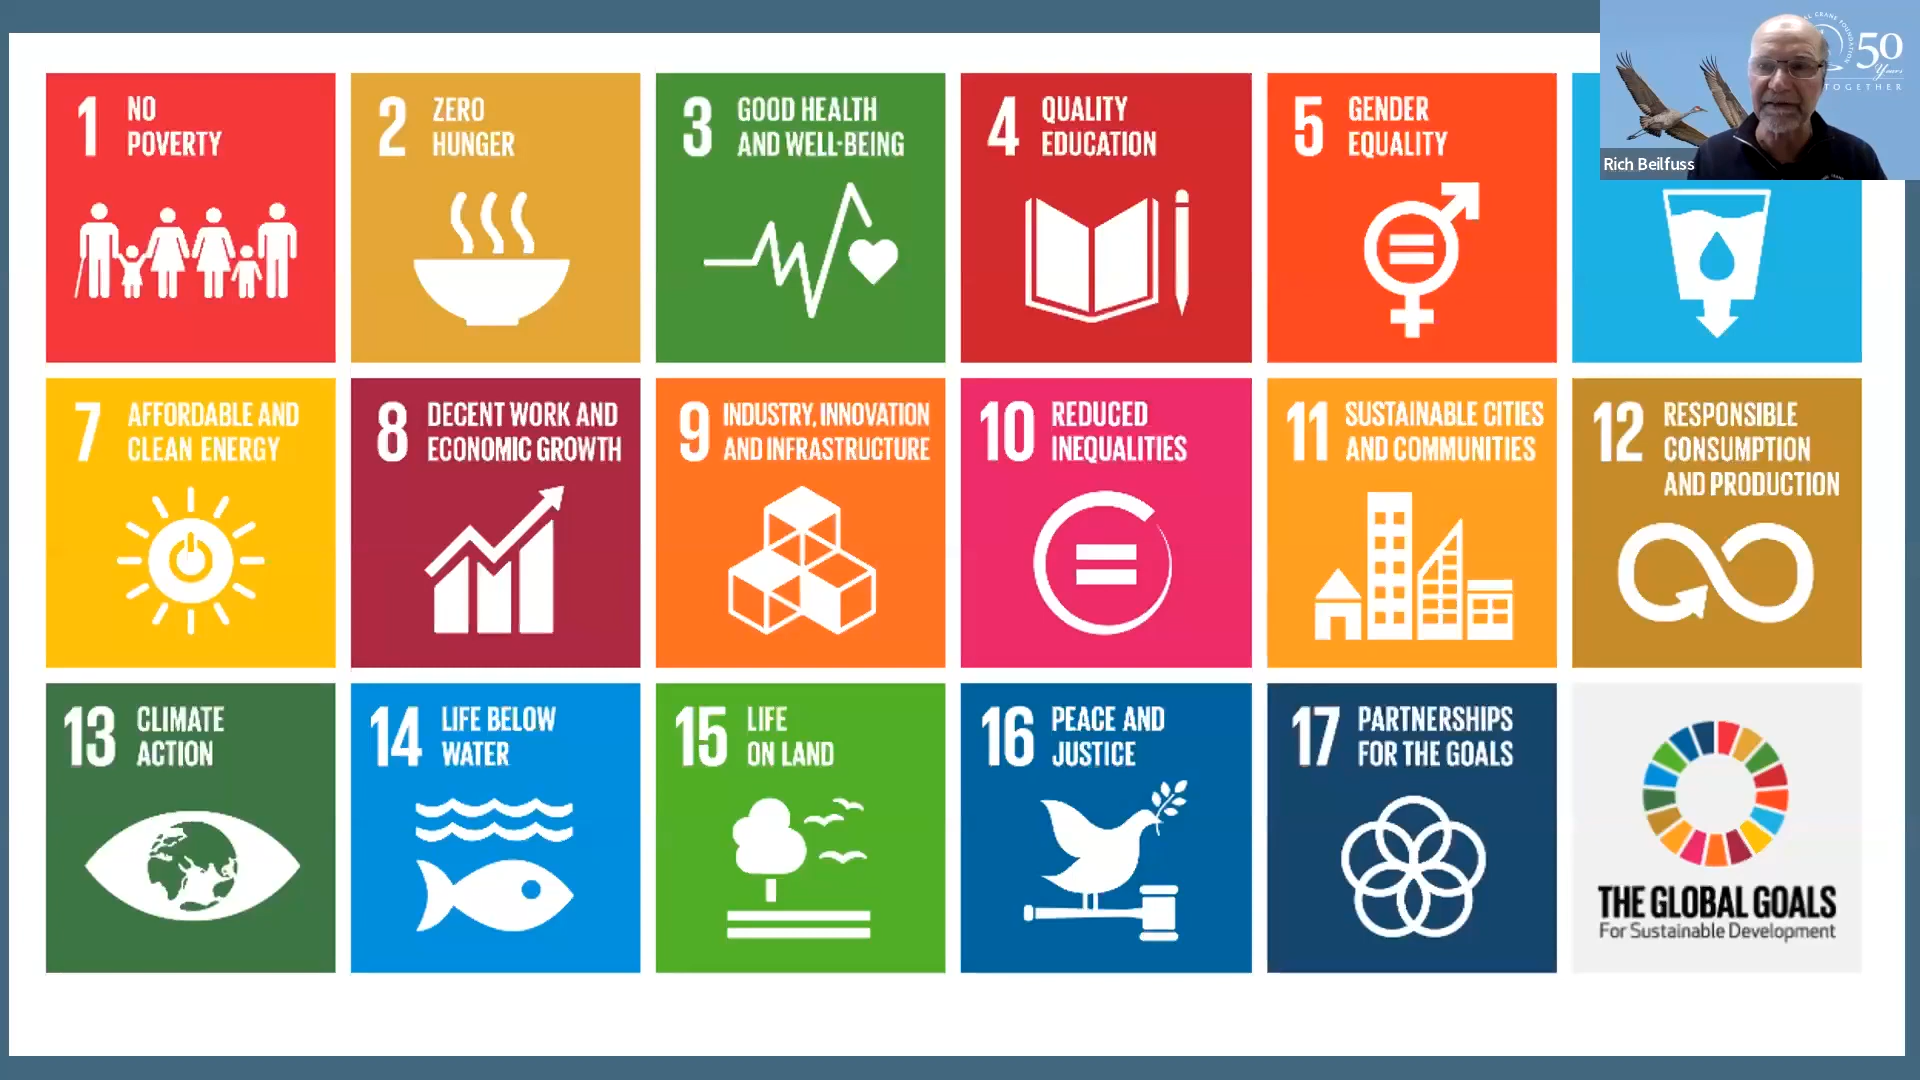 1 NO
POVERTY
2 ZERO
HUNGER
3 GOOD HEALTH
AND WELL-BEING
4 QUALITY
EDUCATION
5 GENDER
EQUALITY
50
Years
TOGETHER
Rich Beilfuss
7 AFFORDABLE AND
CLEAN ENERGY
8 DECENT WORK AND
ECONOMIC GROWTH
9 INDUSTRY, INNOVATION
AND INFRASTRUCTURE
10 REDUCED
INEQUALITIES
11 SUSTAINABLE CITIES
AND COMMUNITIES
12 RESPONSIBLE
CONSUMPTION
AND PRODUCTION
13 CLIMATE
ACTION
14 LIFE BELOW
WATER
15 LIFE
ON LAND
16 PEACE AND
JUSTICE
17 PARTNERSHIPS
FOR THE GOALS
THE GLOBAL GOALS
For Sustainable Development